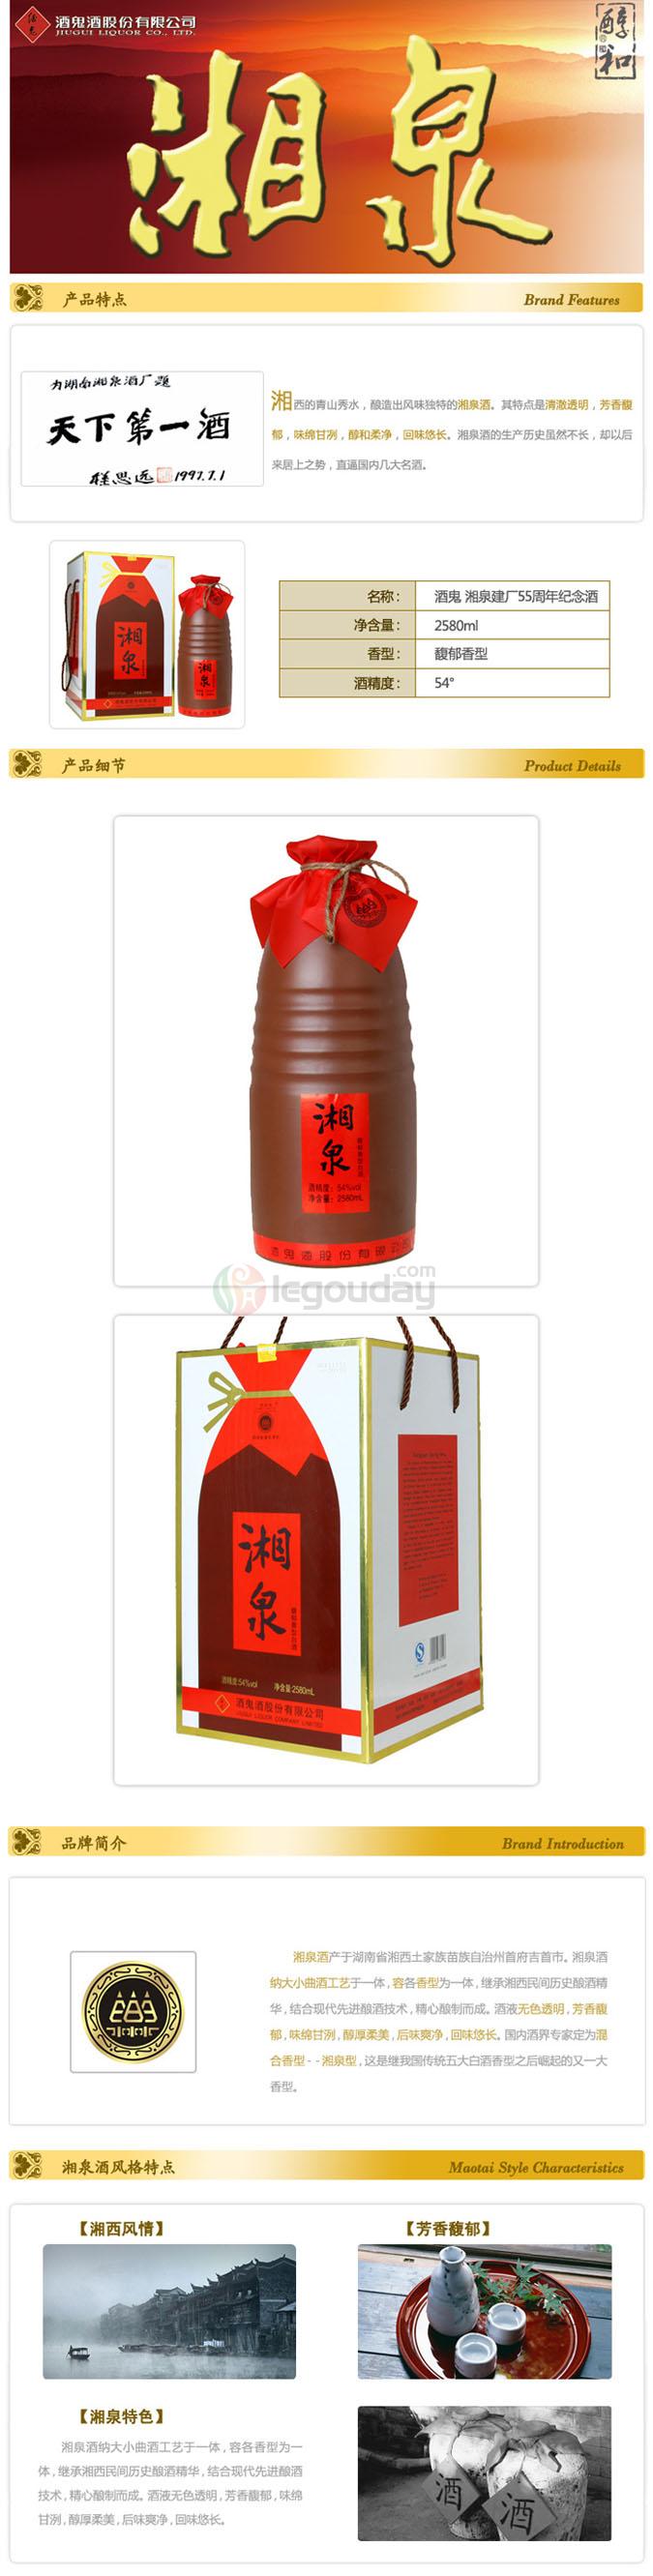 酒鬼酒股份有限公司
JIUGUI LIQUOR CO., LTD.
醇和
湘泉
产品特点
Brand Features
为湖南湘泉酒厂题
天下第一酒
程思远 1997.7.1
湘西的青山秀水，酿造出风味独特的湘泉酒。其特点是清澈透明，芳香馥
郁，味绵甘冽，醇和柔净，回味悠长。湘泉酒的生产历史虽然不长，却以后
来居上之势，直逼国内几大名酒。
湘泉
湘泉
名称： 酒鬼 湘泉建厂55周年纪念酒
净含量： 2580ml
香型： 馥郁香型
酒精度： 54°
产品细节
Product Details
湘泉
酒精度：54%vol
净含量：2580mL
酒鬼酒股份有限公司
legouday.com
湘泉
酒精度:54%vol 净含量:2580mL
酒鬼酒股份有限公司
JIUGUI LIQUOR COMPANY LIMITED
品牌简介
Brand Introduction
湘泉酒产于湖南省湘西土家族苗族自治州首府吉首市。湘泉酒
纳大小曲酒工艺于一体，容各香型为一体，继承湘西民间历史酿酒精
华，结合现代先进酿酒技术，精心酿制而成。酒液无色透明，芳香馥
郁，味绵甘洌，醇厚柔美，后味爽净，回味悠长。国内酒界专家定为混
合香型--湘泉型，这是继我国传统五大白酒香型之后崛起的又一大
香型。
湘泉酒风格特点
Maotai Style Characteristics
【湘西风情】
【芳香馥郁】
【湘泉特色】
湘泉酒纳大小曲酒工艺于一体，容各香型为一
体，继承湘西民间历史酿酒精华，结合现代先进酿酒
技术，精心酿制而成。酒液无色透明，芳香馥郁，味绵
甘洌，醇厚柔美，后味爽净，回味悠长。
酒
酒